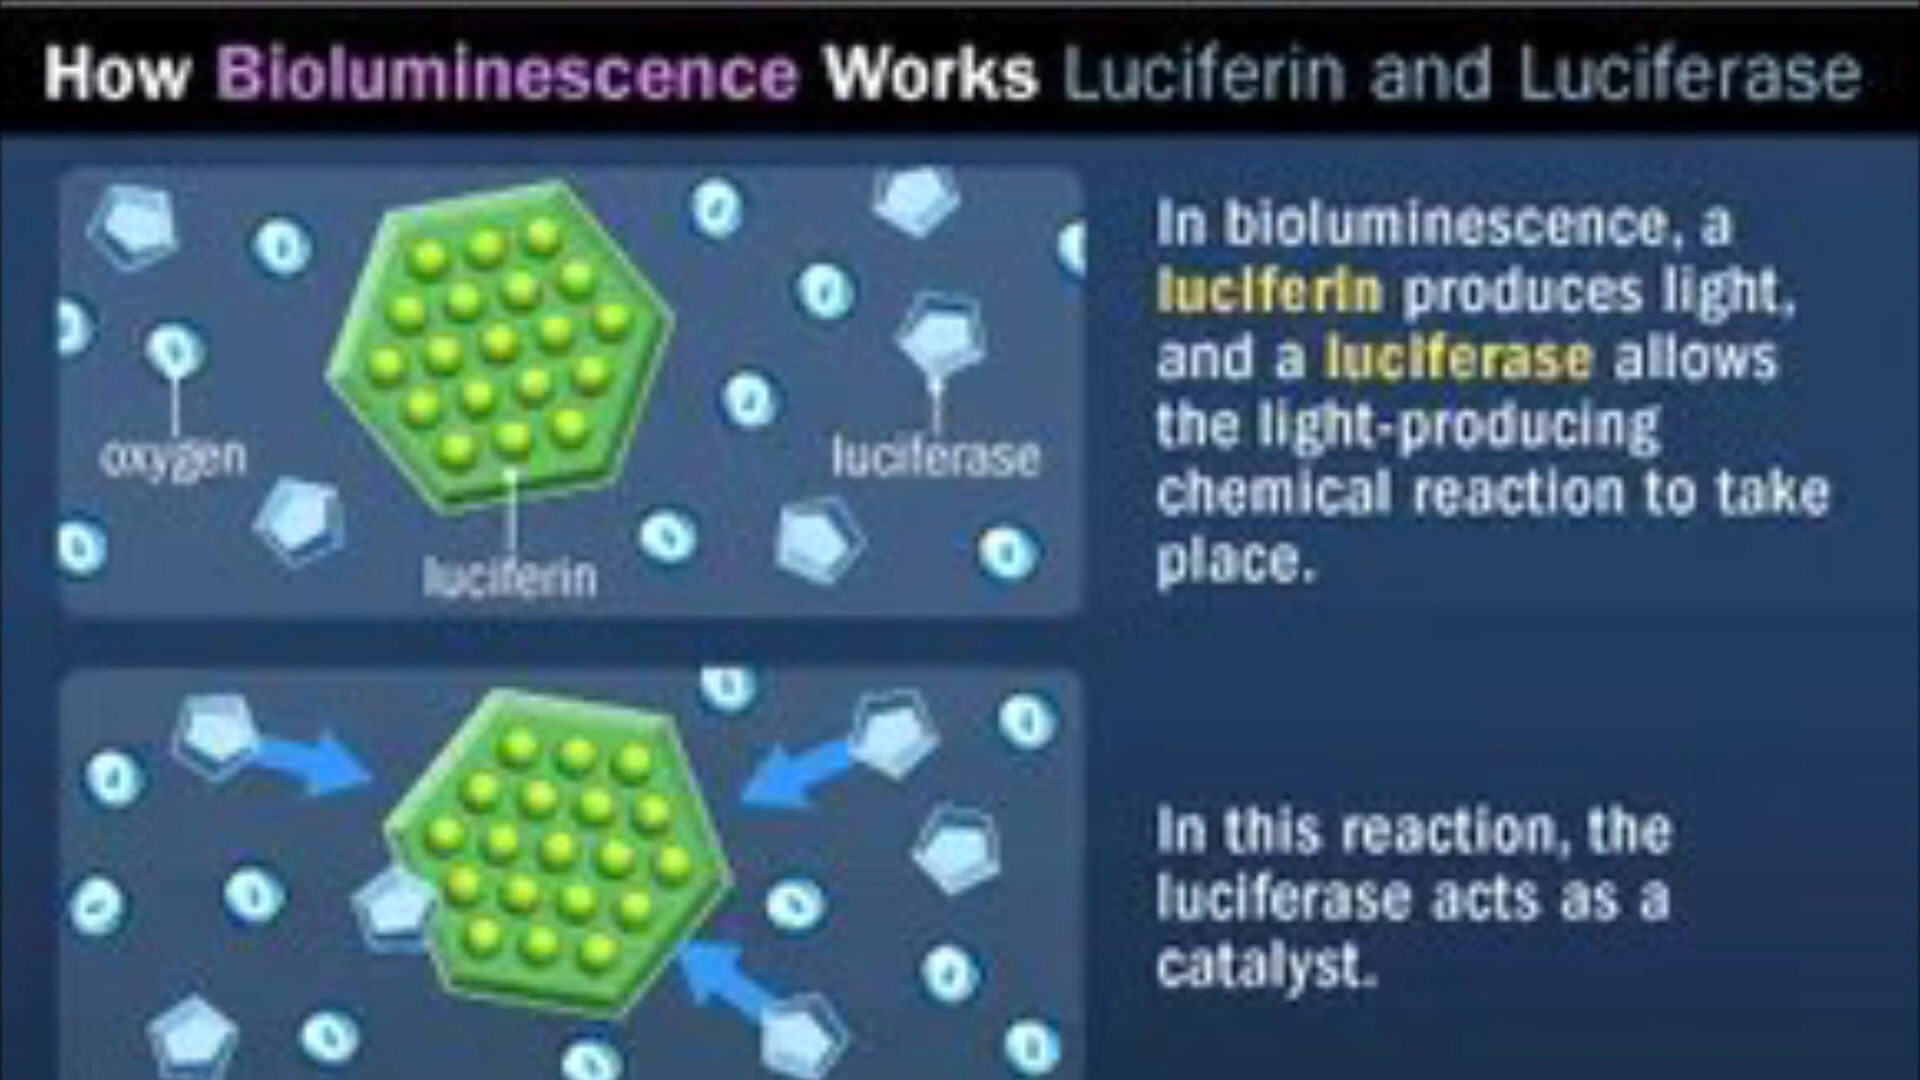 How Bioluminescence Works Luciferin and Luciferase
In bioluminescence, a
luciferin produces light,
and a luciferase allows
the light-producing
chemical reaction to take
place.
oxygen
luciferase
luciferin
In this reaction, the
luciferase acts as a
catalyst.